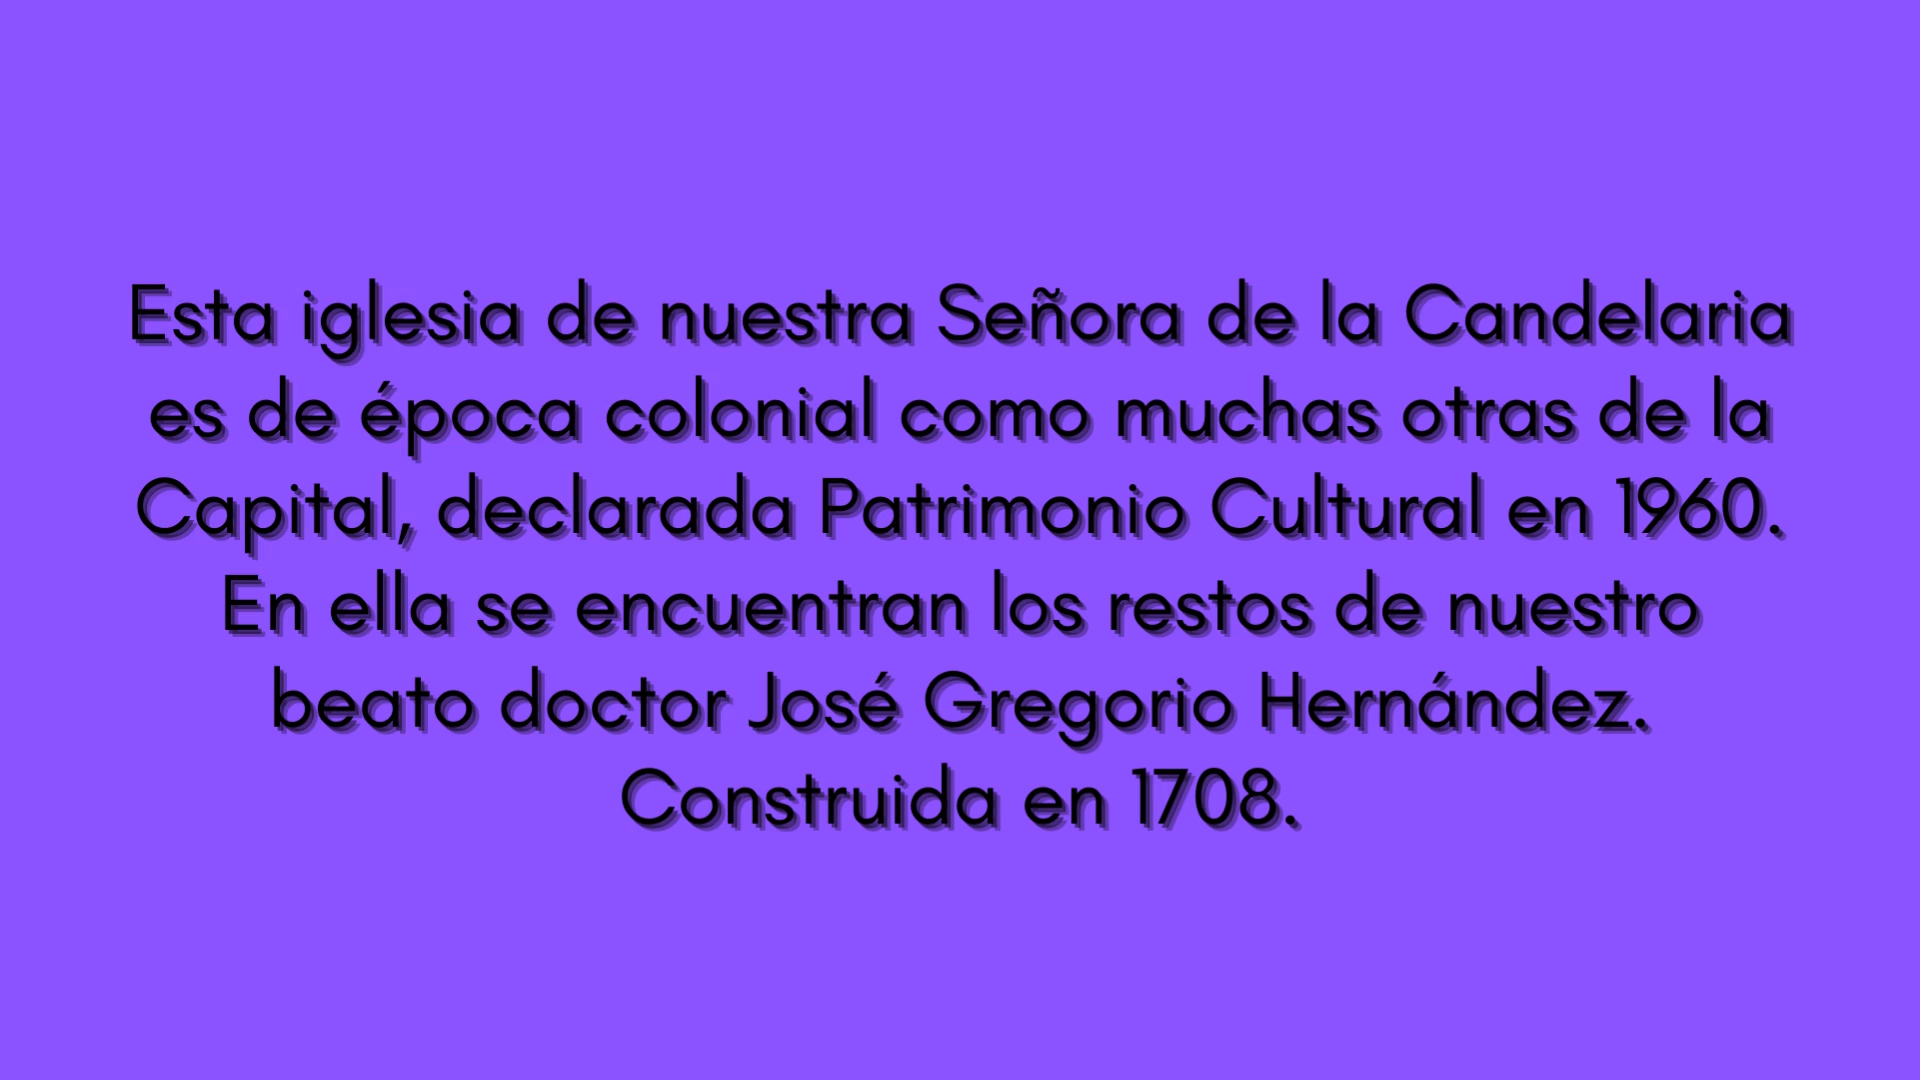 Esta iglesia de nuestra Señora de la Candelaria
es de época colonial como muchas otras de la
Capital, declarada Patrimonio Cultural en 1960.
En ella se encuentran los restos de nuestro
beato doctor José Gregorio Hernández.
Construida en 1708.